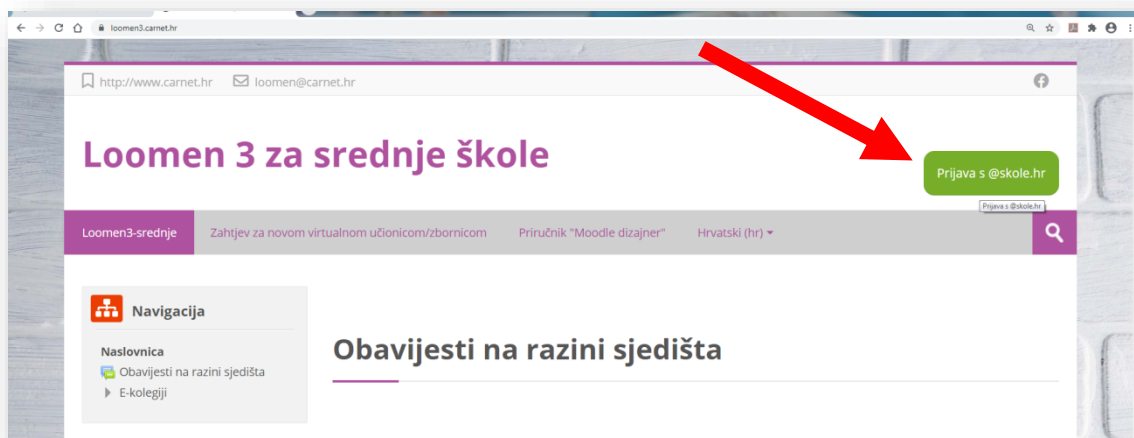 loomen3.carnet.hr
http://www.carnet.hr loomen@carnet.hr
Loomen 3 za srednje škole
Prijava s @skole.hr
Prijava s @skole.hr
Loomen3-srednje Zahtjev za novom virtualnom učionicom/zbornicom Priručnik "Moodle dizajner" Hrvatski (hr)
Navigacija
Naslovnica
Obavijesti na razini sjedišta
E-kolegiji
Obavijesti na razini sjedišta